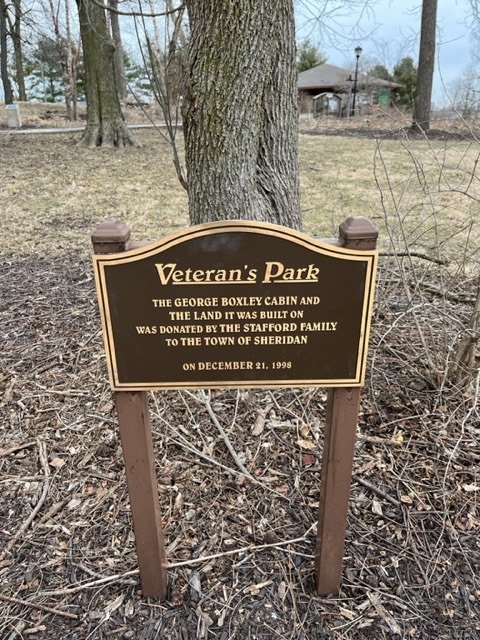 Veteran's Park
THE GEORGE BOXLEY CABIN AND
THE LAND IT WAS BUILT ON
WAS DONATED BY THE STAFFORD FAMILY
TO THE TOWN OF SHERIDAN
ON DECEMBER 21, 1998